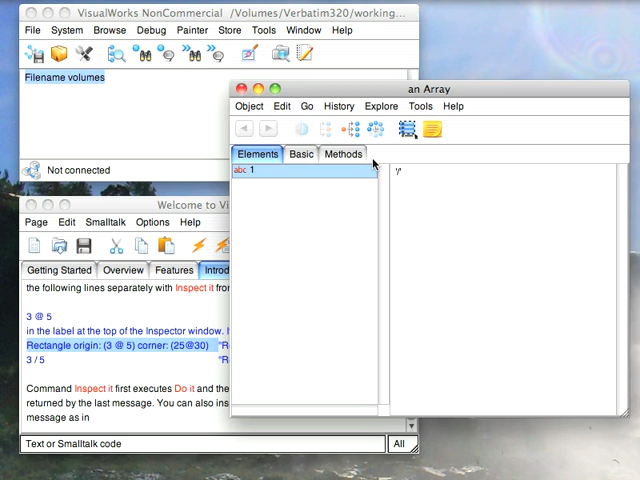 VisualWorks NonCommercial /Volumes/Verbatim320/working...
File System Browse Debug Painter Store Tools Window Help
Filename volumes
Not connected
an Array
Object Edit Go History Explore Tools Help
Elements Basic Methods
abc 1
'/'
Welcome to Vi
Page Edit Smalltalk Options Help
Getting Started Overview Features Introd
the following lines separately with Inspect it from
3 @ 5
in the label at the top of the Inspector window. I
Rectangle origin: (3 @ 5) corner: (25@30) "R
3 / 5 "R
Command Inspect it first executes Do it and the
returned by the last message. You can also ins
message as in
Text or Smalltalk code All